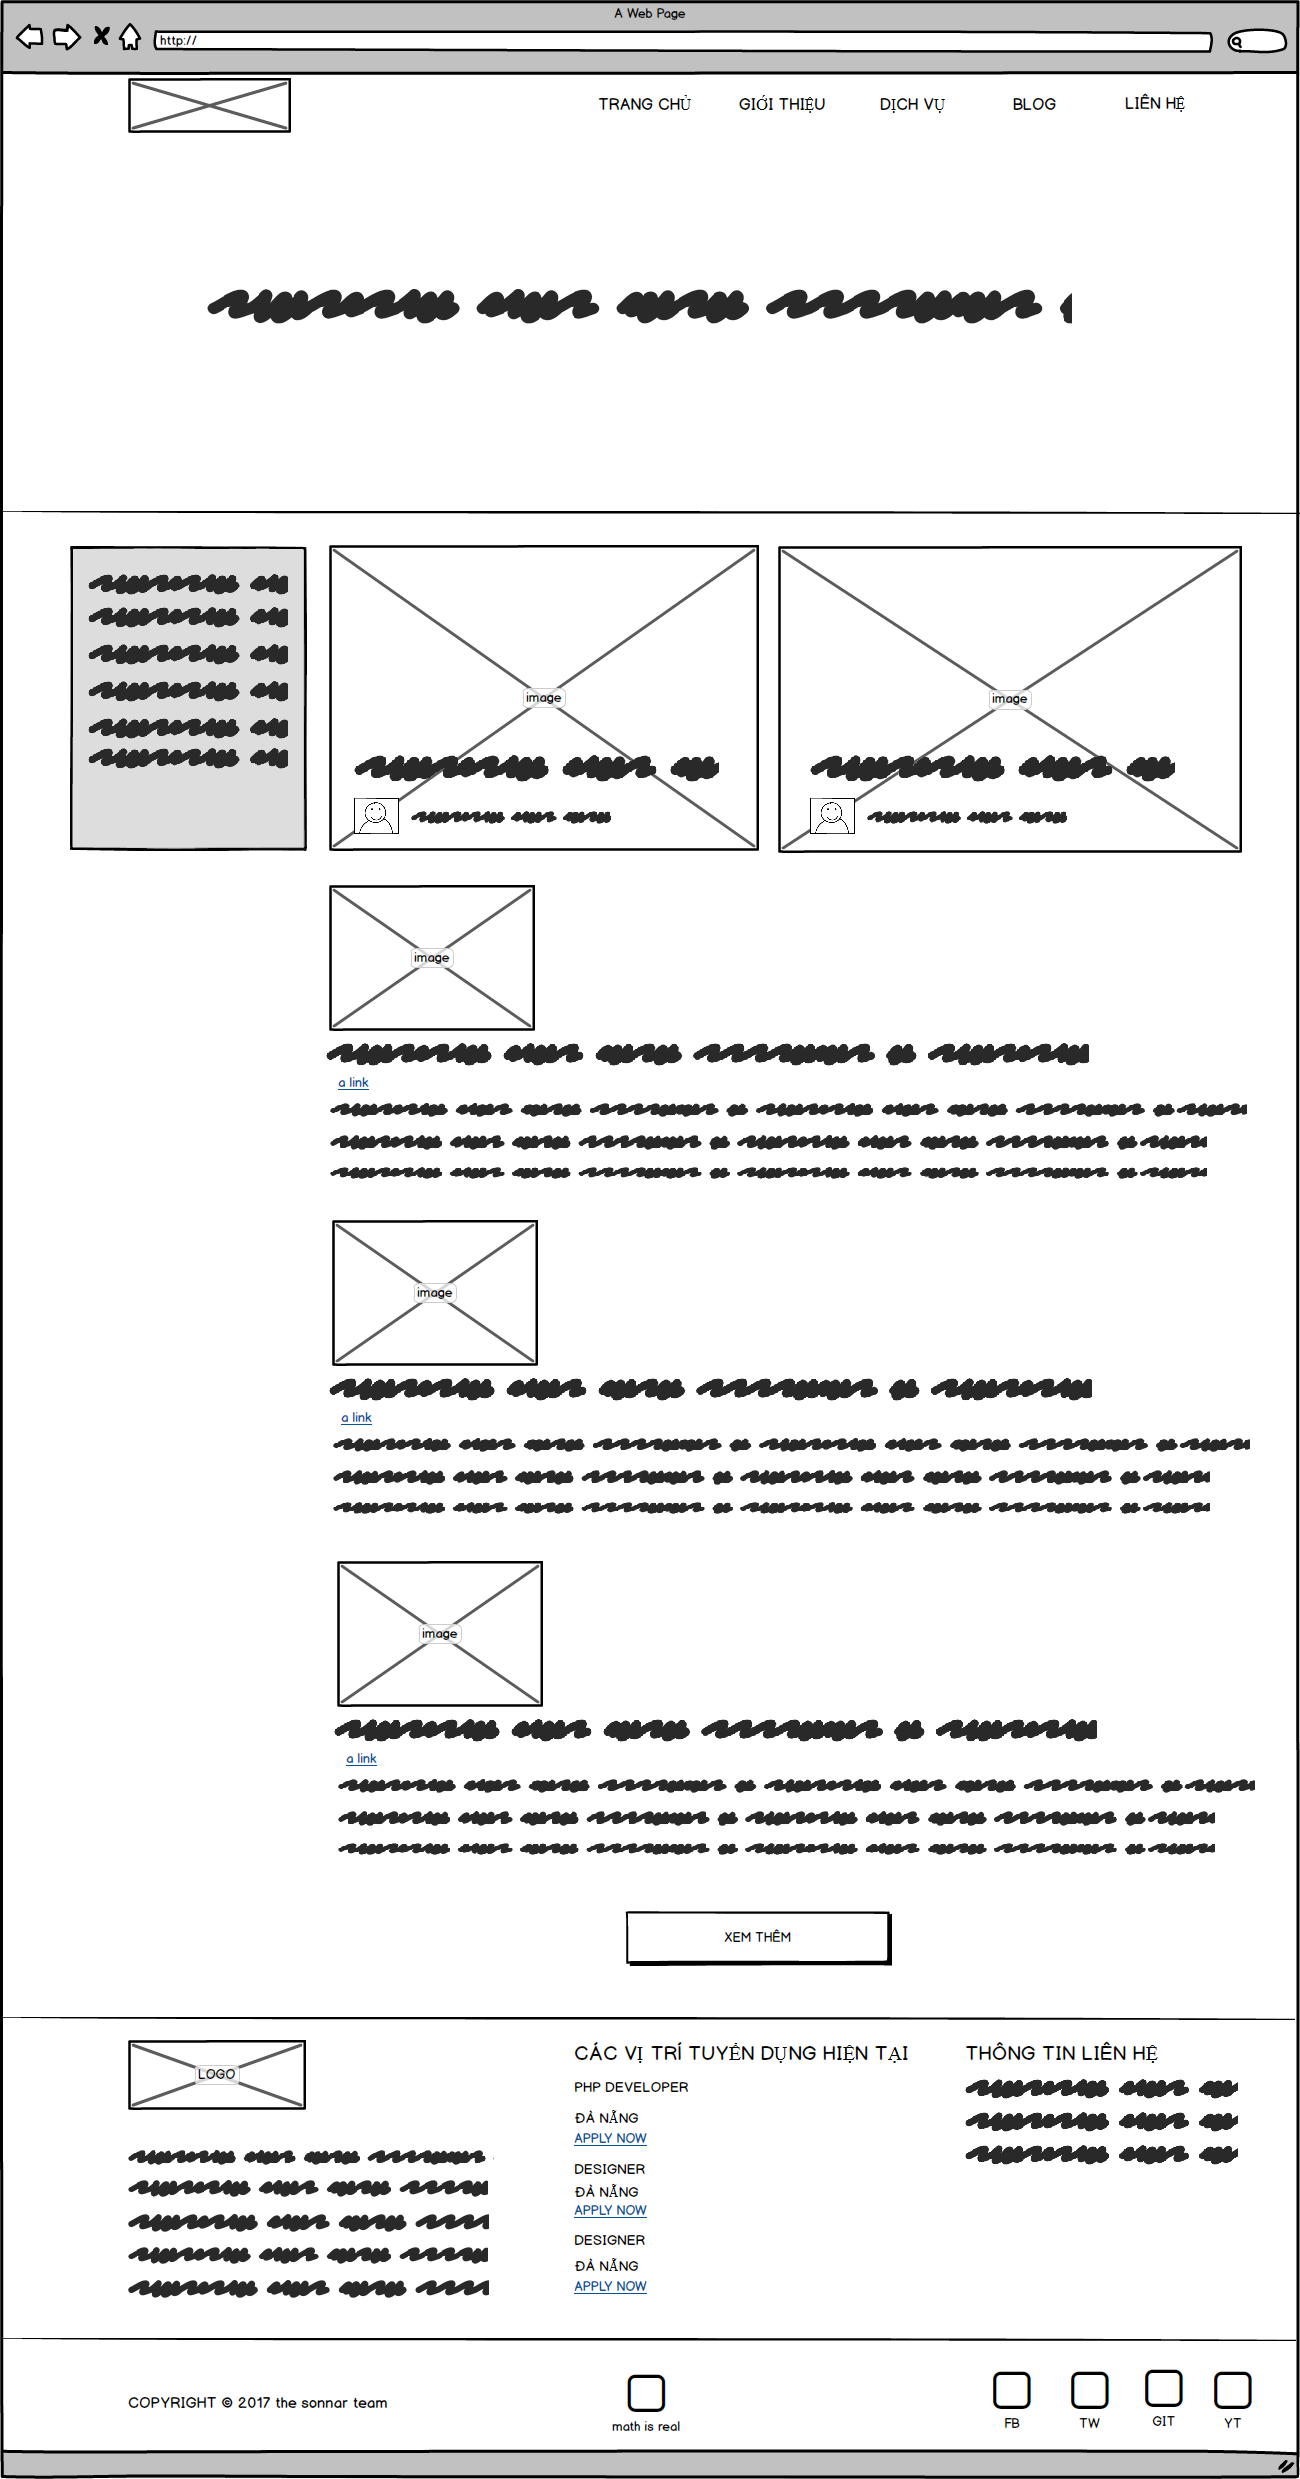 A Web Page
http://
TRANG CHỦ GIỚI THIỆU DỊCH VỤ BLOG LIÊN HỆ
image image
image
a link
image
a link
image
a link
XEM THÊM
LOGO
CÁC VỊ TRÍ TUYỂN DỤNG HIỆN TẠI
PHP DEVELOPER
ĐÀ NẴNG
APPLY NOW
DESIGNER
ĐÀ NẴNG
APPLY NOW
DESIGNER
ĐÀ NẴNG
APPLY NOW
THÔNG TIN LIÊN HỆ
COPYRIGHT © 2017 the sonnar team
math is real
FB TW GIT YT